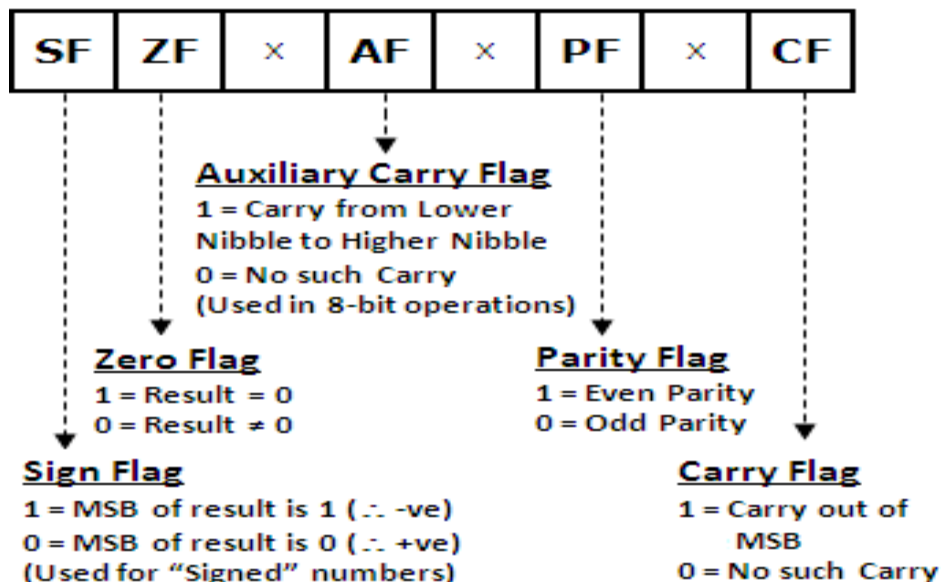 SF ZF × AF × PF × CF
Auxiliary Carry Flag
1 = Carry from Lower
Nibble to Higher Nibble
0 = No such Carry
(Used in 8-bit operations)
Zero Flag
1 = Result = 0
0 = Result ≠ 0
Parity Flag
1 = Even Parity
0 = Odd Parity
Sign Flag
1 = MSB of result is 1 (∴ -ve)
0 = MSB of result is 0 (∴ +ve)
(Used for “Signed” numbers)
Carry Flag
1 = Carry out of
MSB
0 = No such Carry